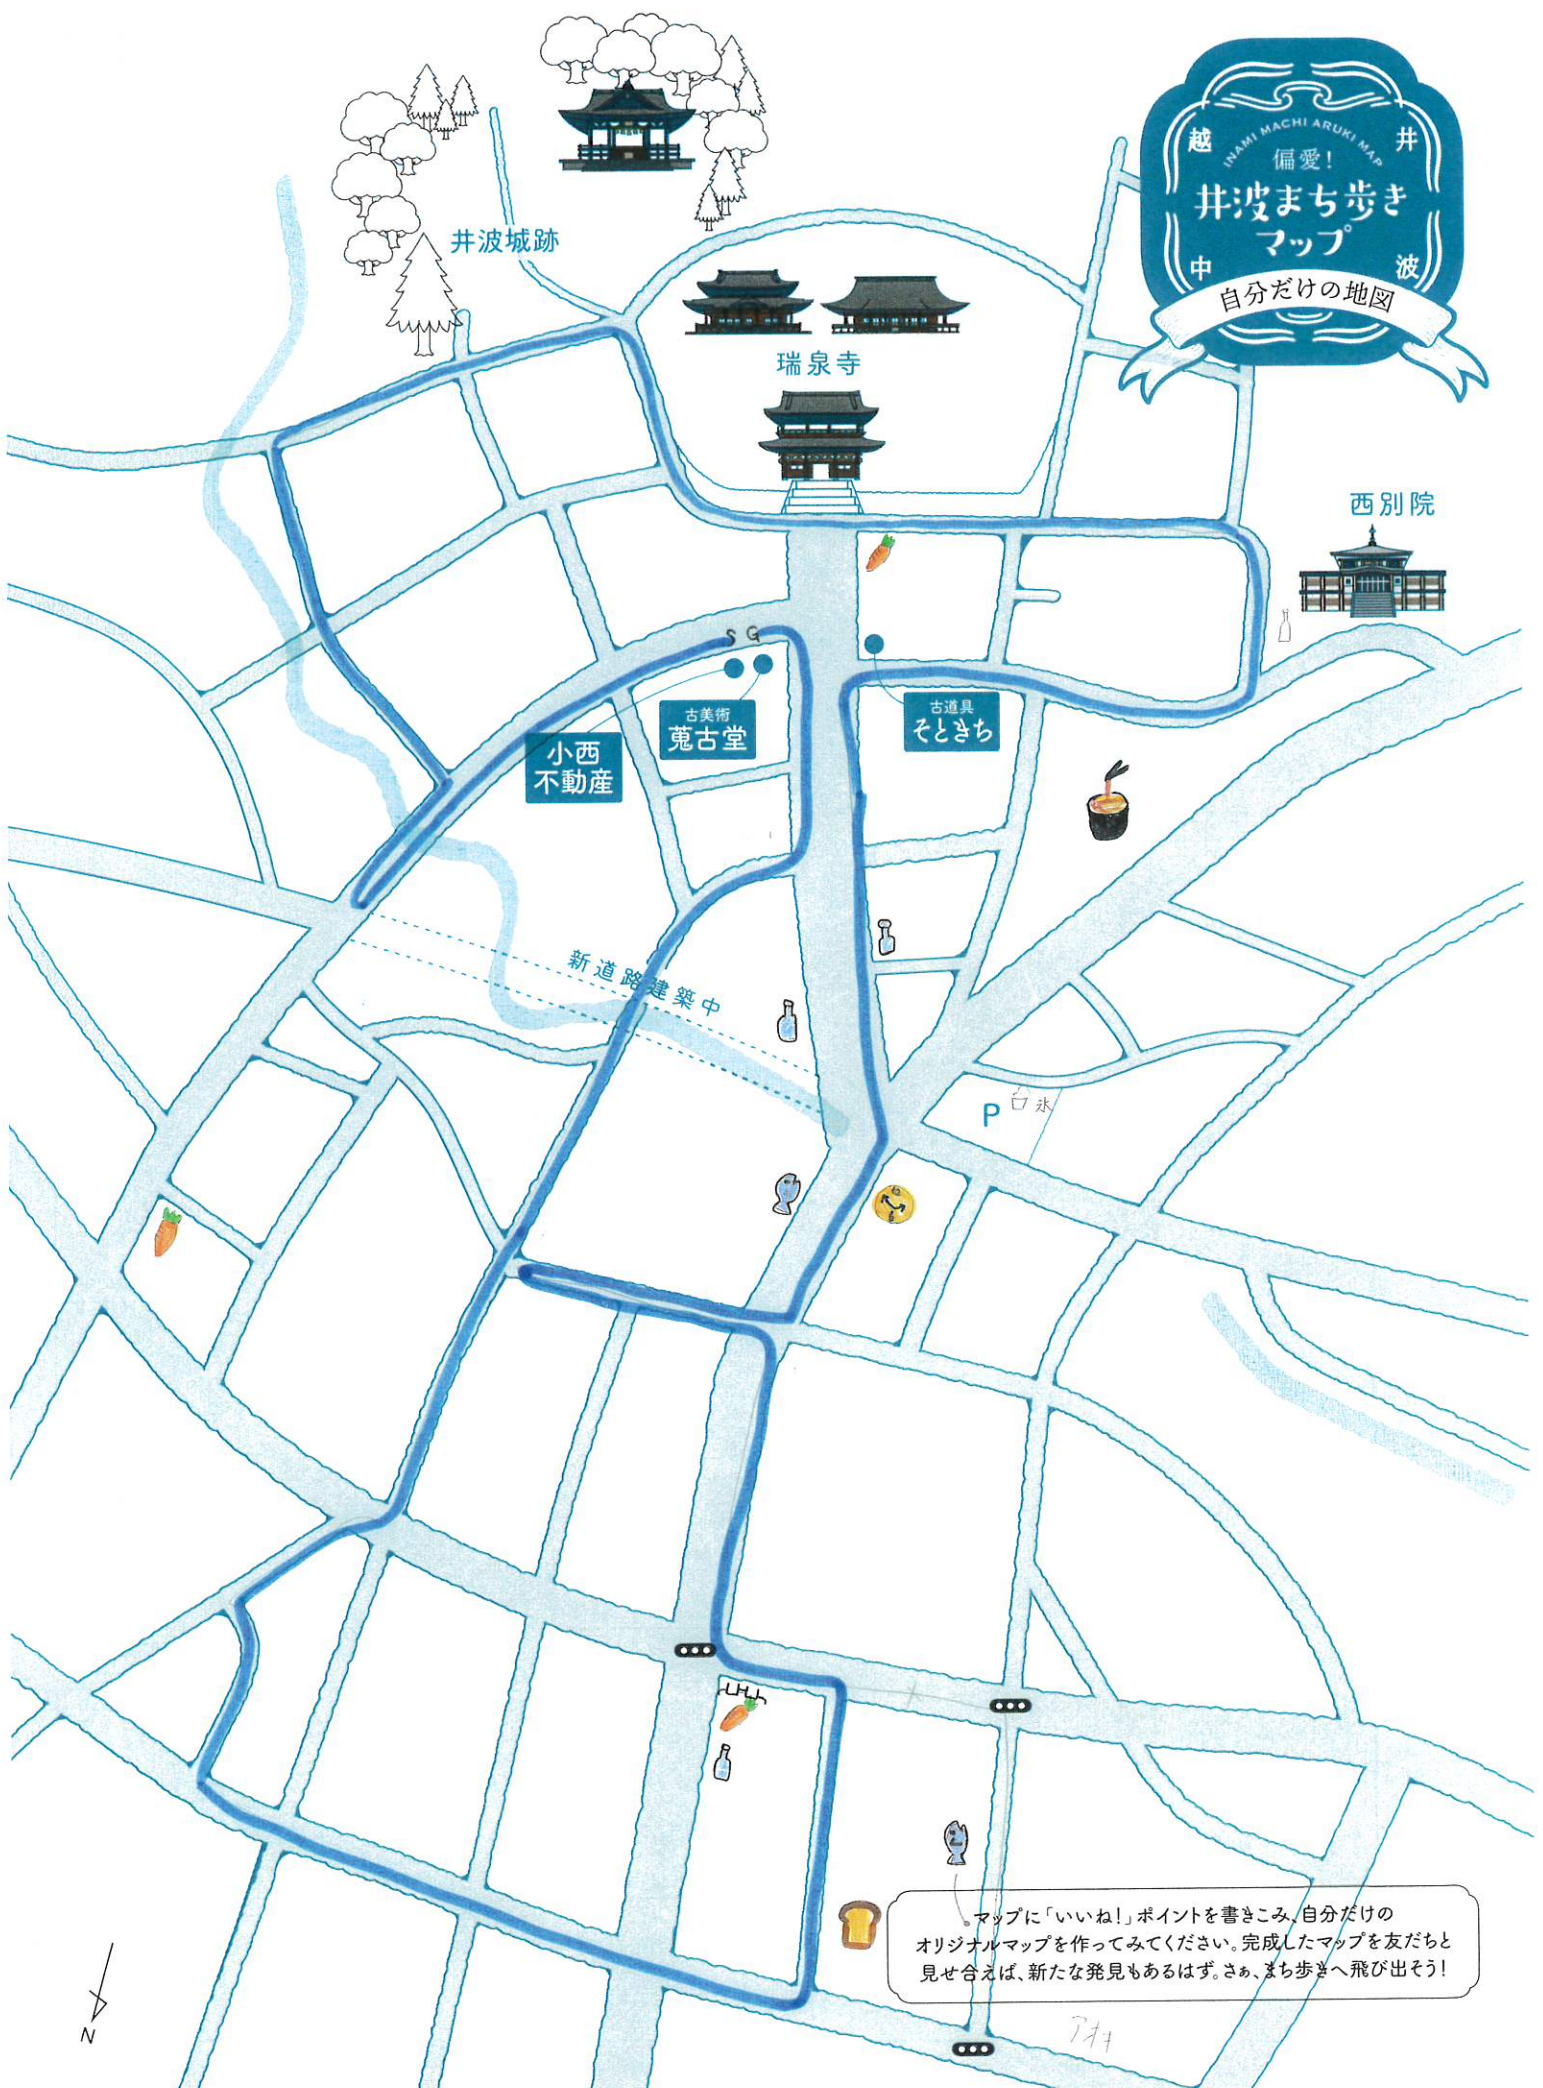 INAMI MACHI ARUKI MAP
越中
井波
偏愛!
井波まち歩き
マップ
自分だけの地図
井波城跡
瑞泉寺
西別院
S G
古美術
蒐古堂
古道具
そときち
小西
不動産
新道路建築中
P
氷
マップに「いいね!」ポイントを書きこみ、自分だけの
オリジナルマップを作ってみてください。完成したマップを友だちと
見せ合えば、新たな発見もあるはず。さぁ、まち歩きへ飛び出そう!
アオキ
N